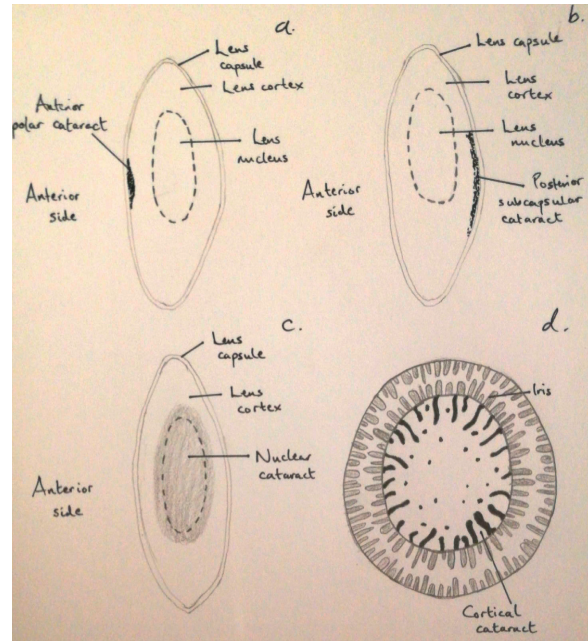 a.
Lens
capsule
Lens cortex
Anterior
polar cataract
Lens
nucleus
Anterior
side
b.
Lens capsule
Lens
cortex
Lens
nucleus
Anterior
side
Posterior
subcapsular
cataract
c.
Lens
capsule
Lens
cortex
Nuclear
cataract
Anterior
side
d.
Iris
Cortical
cataract